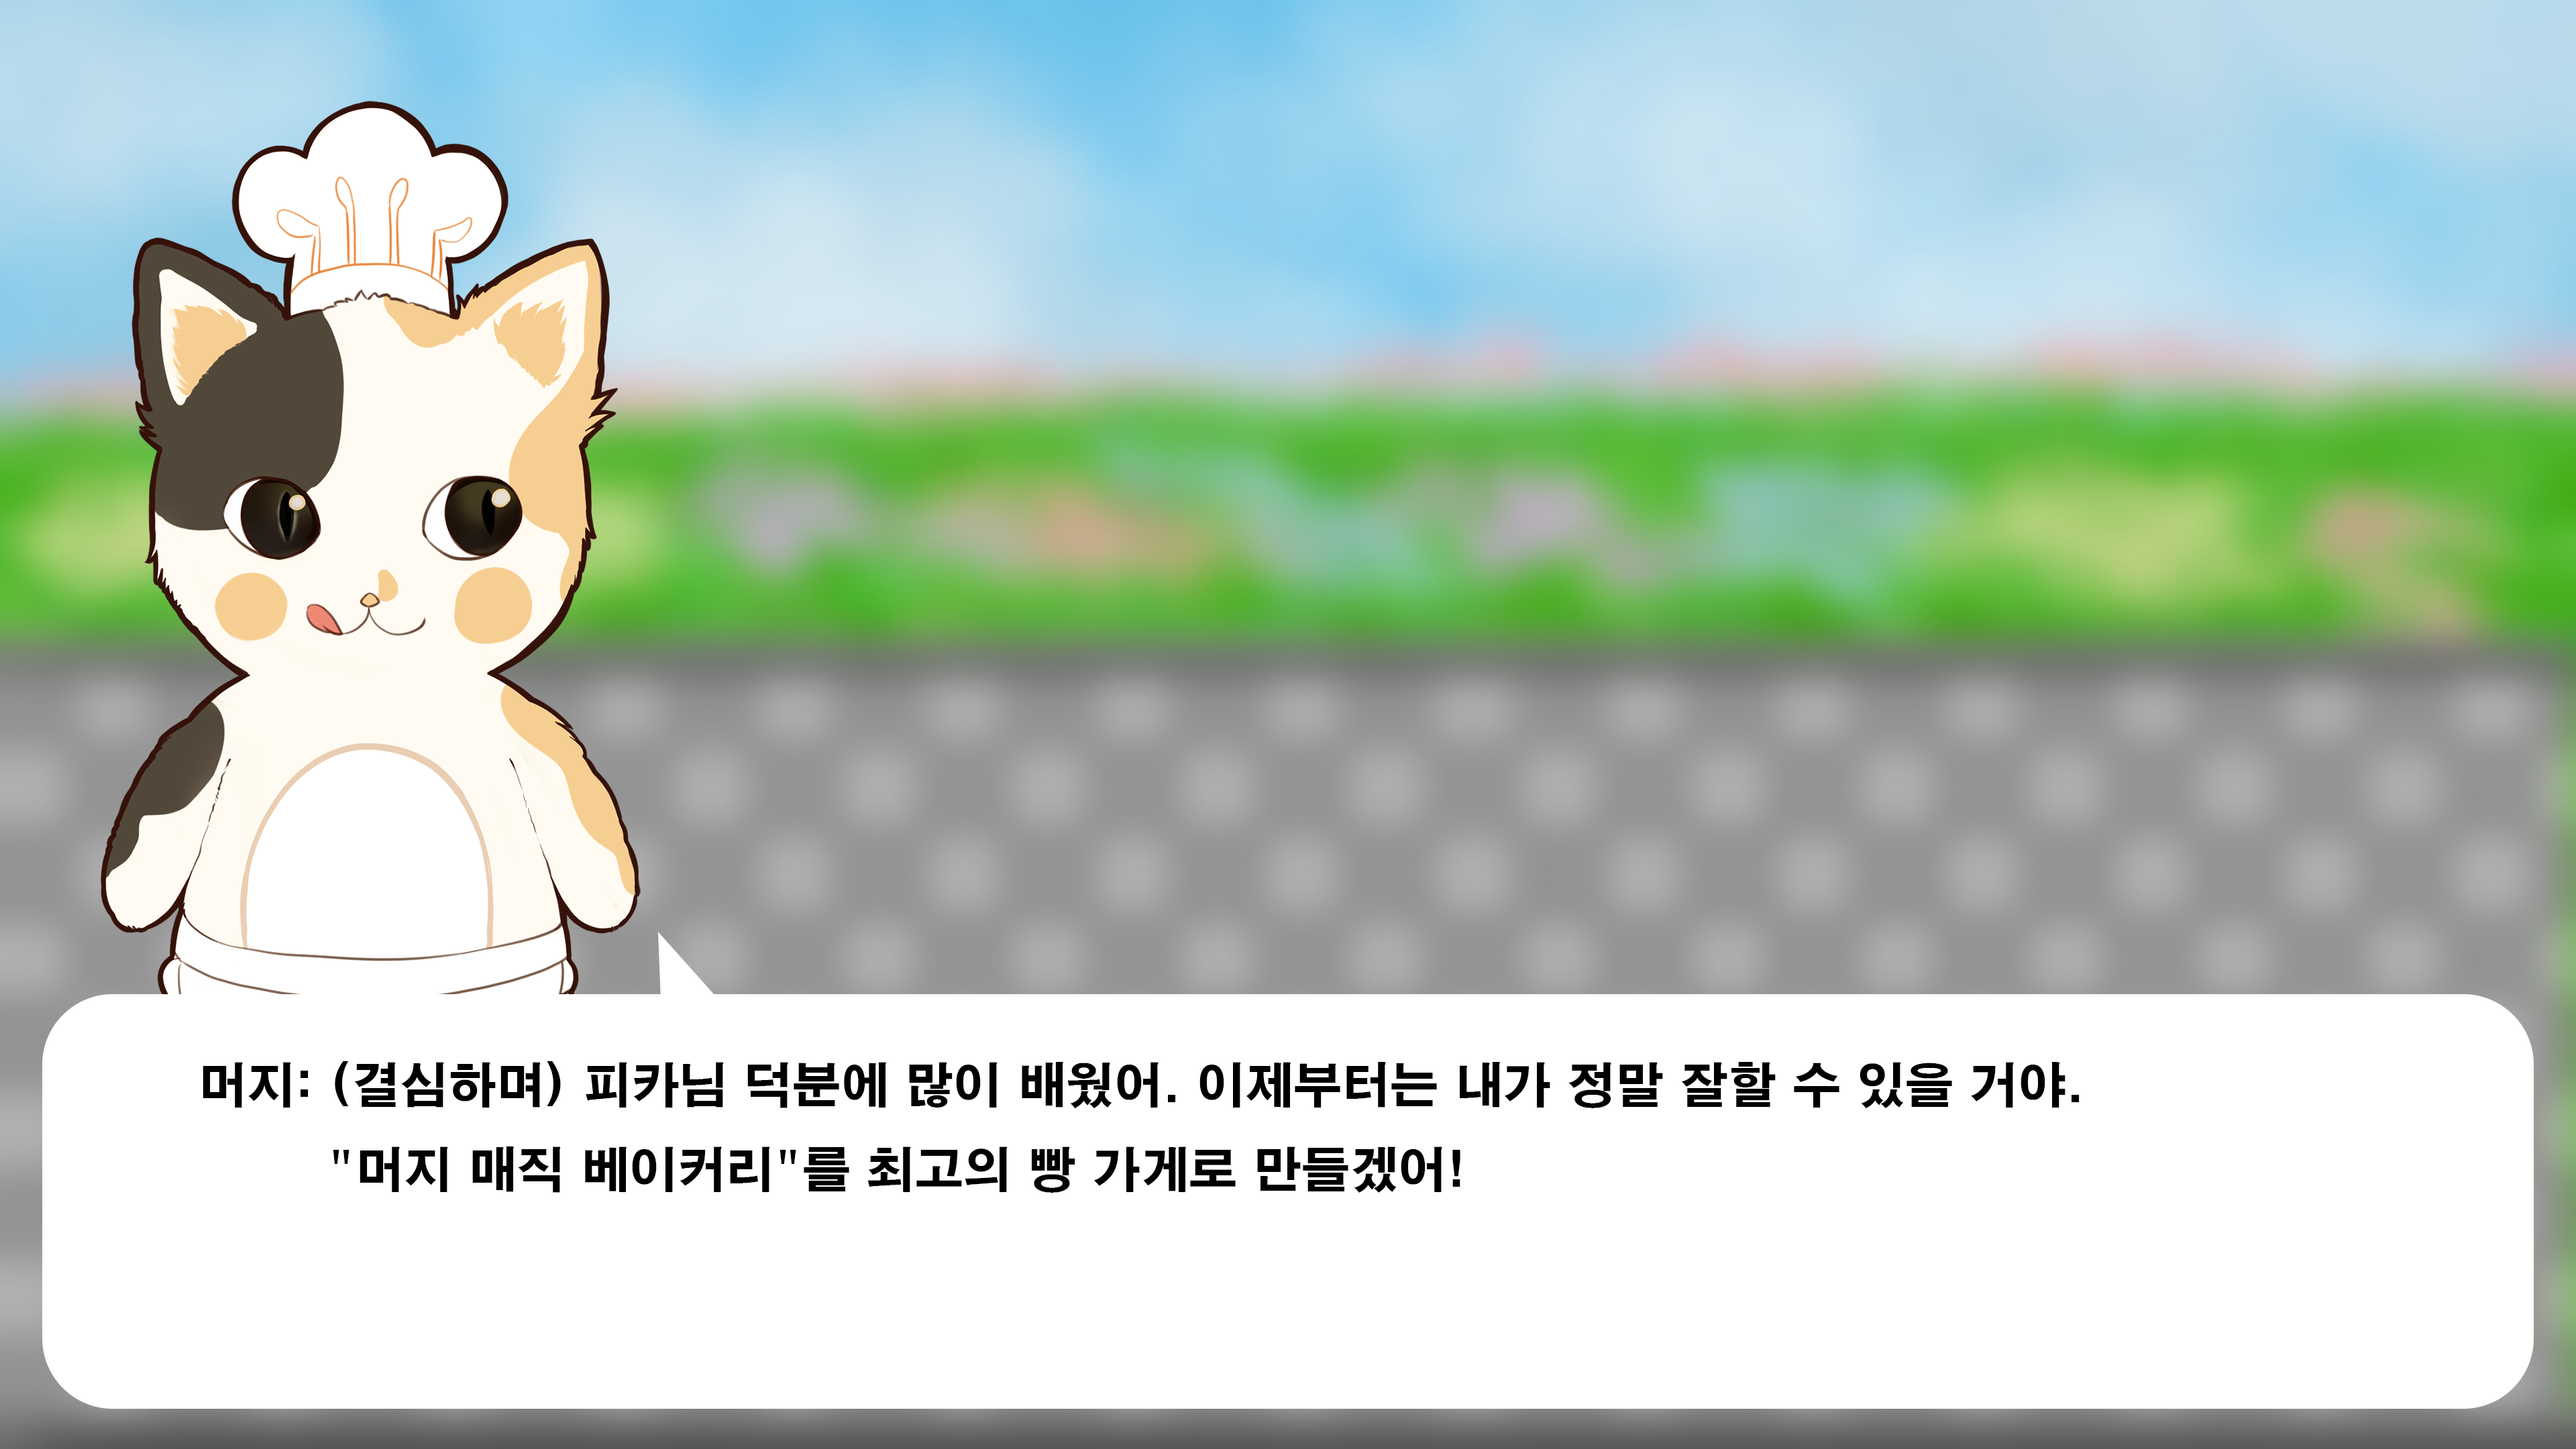 머지: (결심하며) 피카님 덕분에 많이 배웠어. 이제부터는 내가 정말 잘할 수 있을 거야.
"머지 매직 베이커리"를 최고의 빵 가게로 만들겠어!